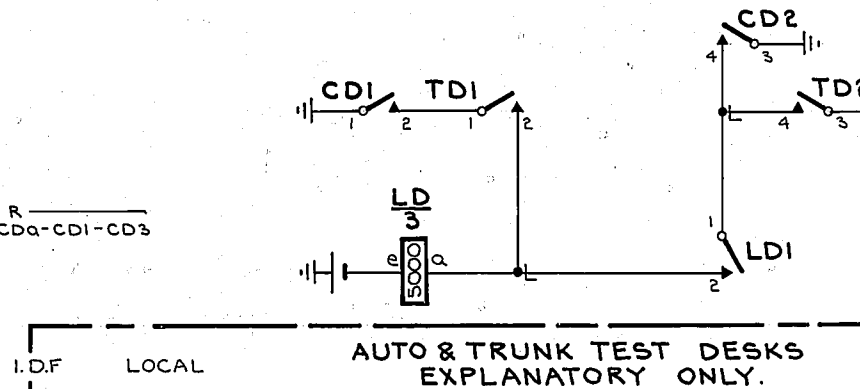 CD2
4
3
CD1
TD1
TD2
1
2
1
2
4
3
R
CDa-CD1-CD3
LD
3
1
e
5000
a
L
L
LD1
2
I.D.F
LOCAL
AUTO & TRUNK TEST DESKS
EXPLANATORY ONLY.